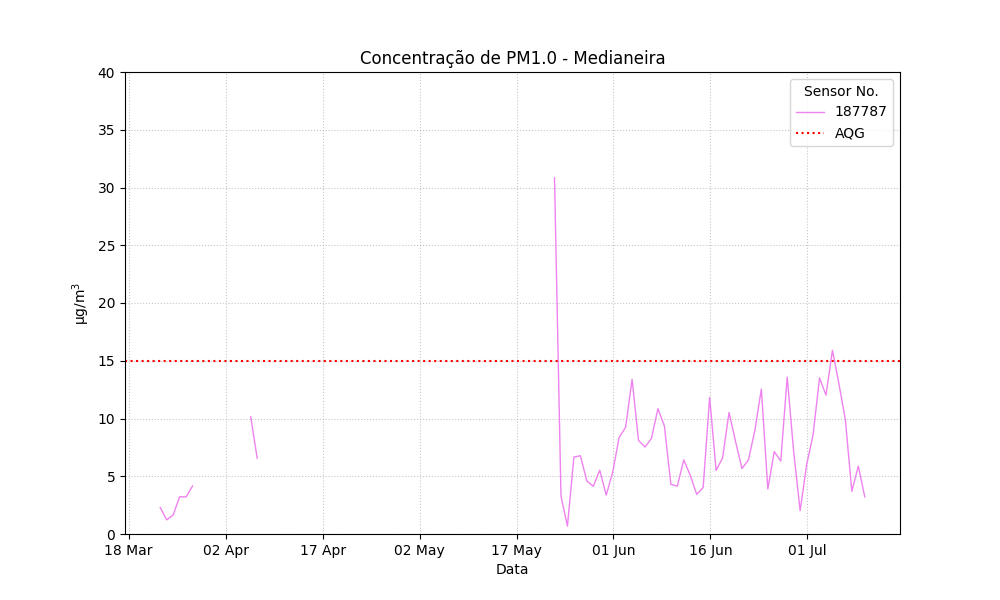 Concentração de PM1.0 - Medianeira
Sensor No.
187787
AQG
µg/m³
40
35
30
25
20
15
10
5
0
18 Mar
02 Apr
17 Apr
02 May
17 May
01 Jun
16 Jun
01 Jul
Data